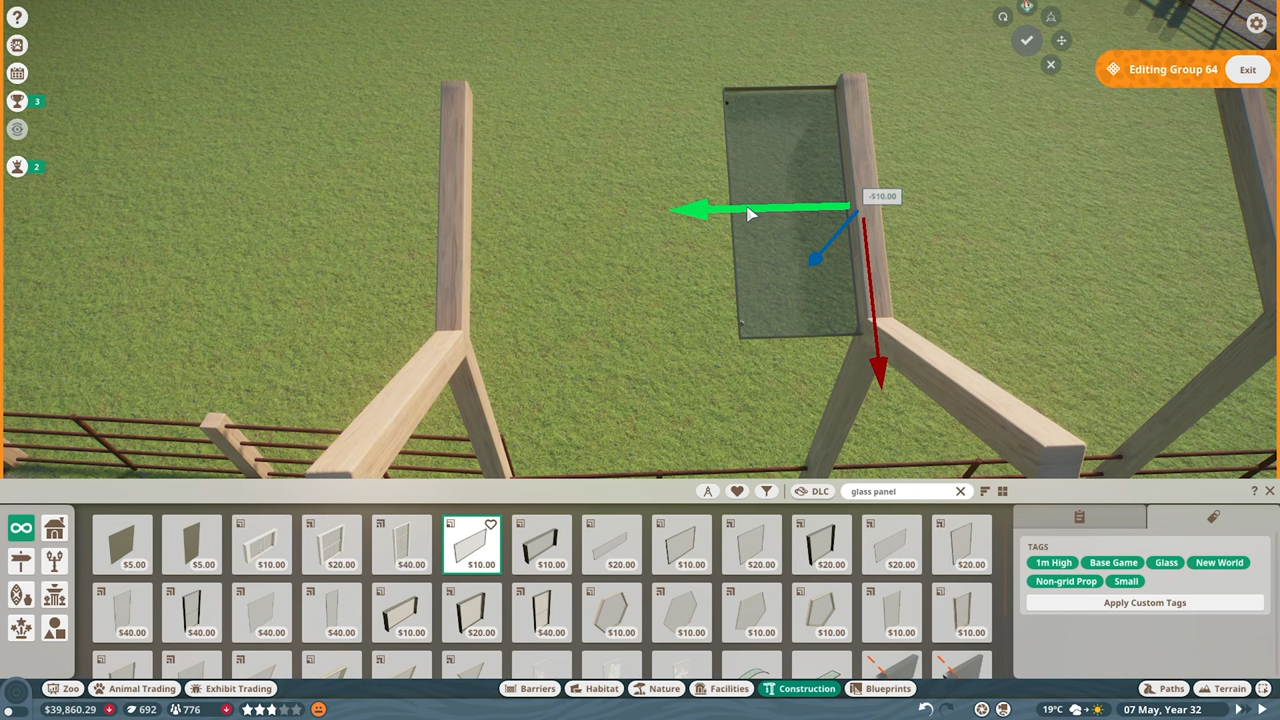 ?
Editing Group 64
Exit
3
2
-$10.00
DLC
glass panel
?
$5.00 $5.00 $10.00 $20.00 $40.00 $10.00 $10.00 $20.00 $10.00 $20.00 $20.00 $20.00 $20.00
$40.00 $40.00 $40.00 $40.00 $10.00 $20.00 $40.00 $10.00 $10.00 $10.00 $10.00 $10.00 $10.00
TAGS
1m High Base Game Glass New World
Non-grid Prop Small
Apply Custom Tags
Zoo Animal Trading Exhibit Trading Barriers Habitat Nature Facilities Construction Blueprints Paths Terrain
$39,860.29 692 776 19°C 07 May, Year 32